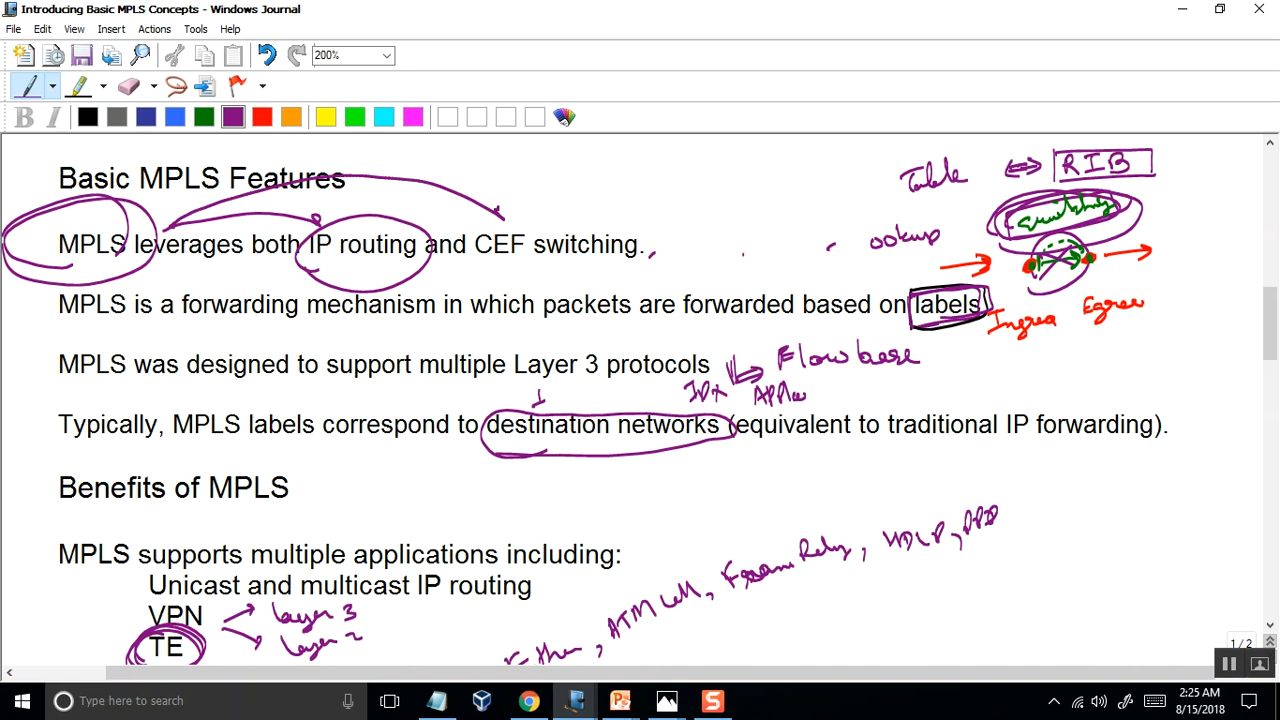 Introducing Basic MPLS Concepts - Windows Journal
File Edit View Insert Actions Tools Help
200%
B I
Basic MPLS Features
Table RIB
Switching
MPLS leverages both IP routing and CEF switching.
ookup
MPLS is a forwarding mechanism in which packets are forwarded based on labels
Ingress Egress
MPLS was designed to support multiple Layer 3 protocols
Flow base
IPX
Typically, MPLS labels correspond to destination networks (equivalent to traditional IP forwarding).
Benefits of MPLS
MPLS supports multiple applications including:
Unicast and multicast IP routing
VPN
Layer 3
TE
Layer 2
ATM cell, Frame Relay,
1/2
Type here to search
2:25 AM
8/15/2018